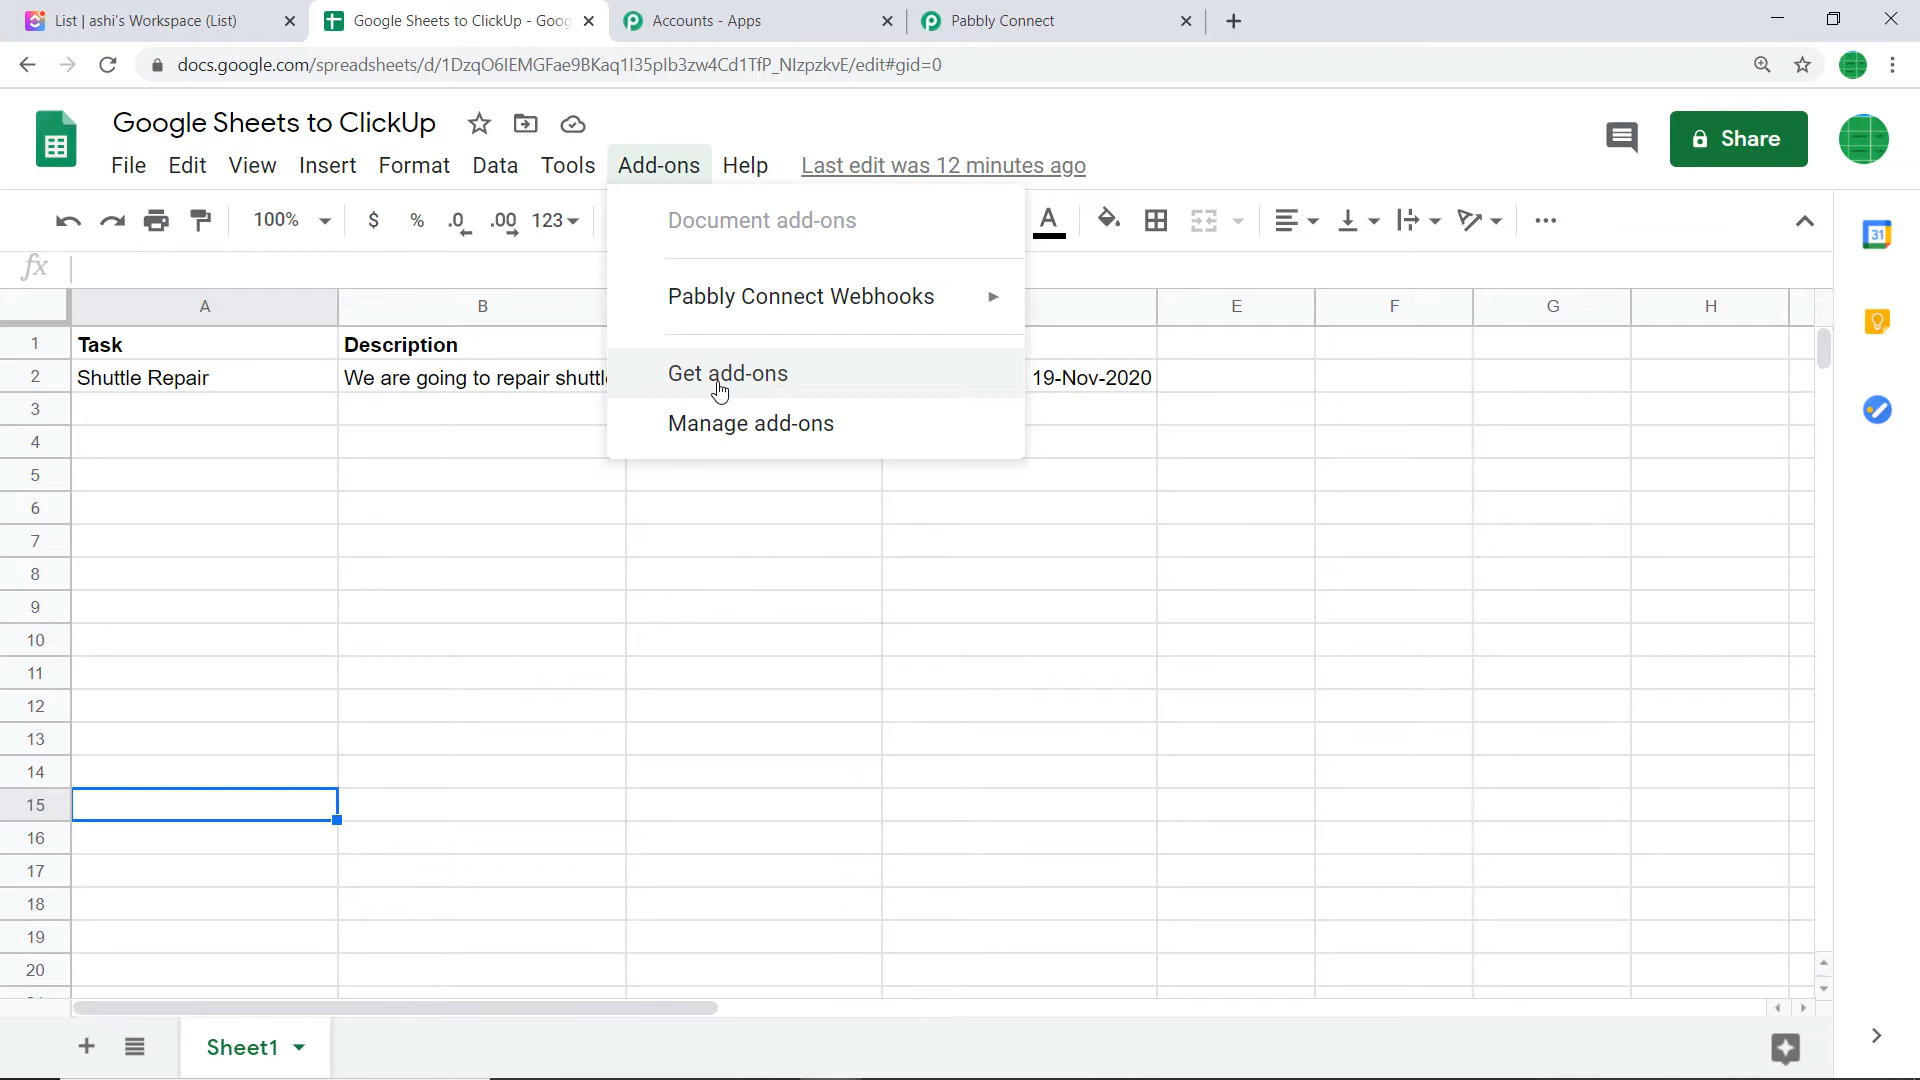 List | ashi's Workspace (List)
Google Sheets to ClickUp - Goog
Accounts - Apps
Pabbly Connect
docs.google.com/spreadsheets/d/1DzqO6IEMGFae9BKaq1I35pIb3zw4Cd1TfP_NIzpzkvE/edit#gid=0
Google Sheets to ClickUp
Share
File Edit View Insert Format Data Tools Add-ons Help Last edit was 12 minutes ago
100% $ % .0 .00 123 A
31
Document add-ons
Pabbly Connect Webhooks
Get add-ons
Manage add-ons
fx
A B E F G H
1 Task Description
2 Shuttle Repair We are going to repair shuttl 19-Nov-2020
3
4
5
6
7
8
9
10
11
12
13
14
15
16
17
18
19
20
Sheet1